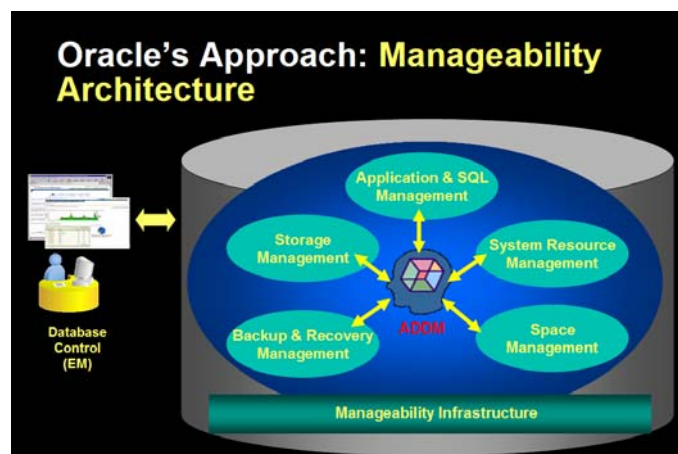 Oracle's Approach: Manageability
Architecture
Application & SQL
Management
Storage
Management
System Resource
Management
ADDM
Backup & Recovery
Management
Space
Management
Database
Control
(EM)
Manageability Infrastructure